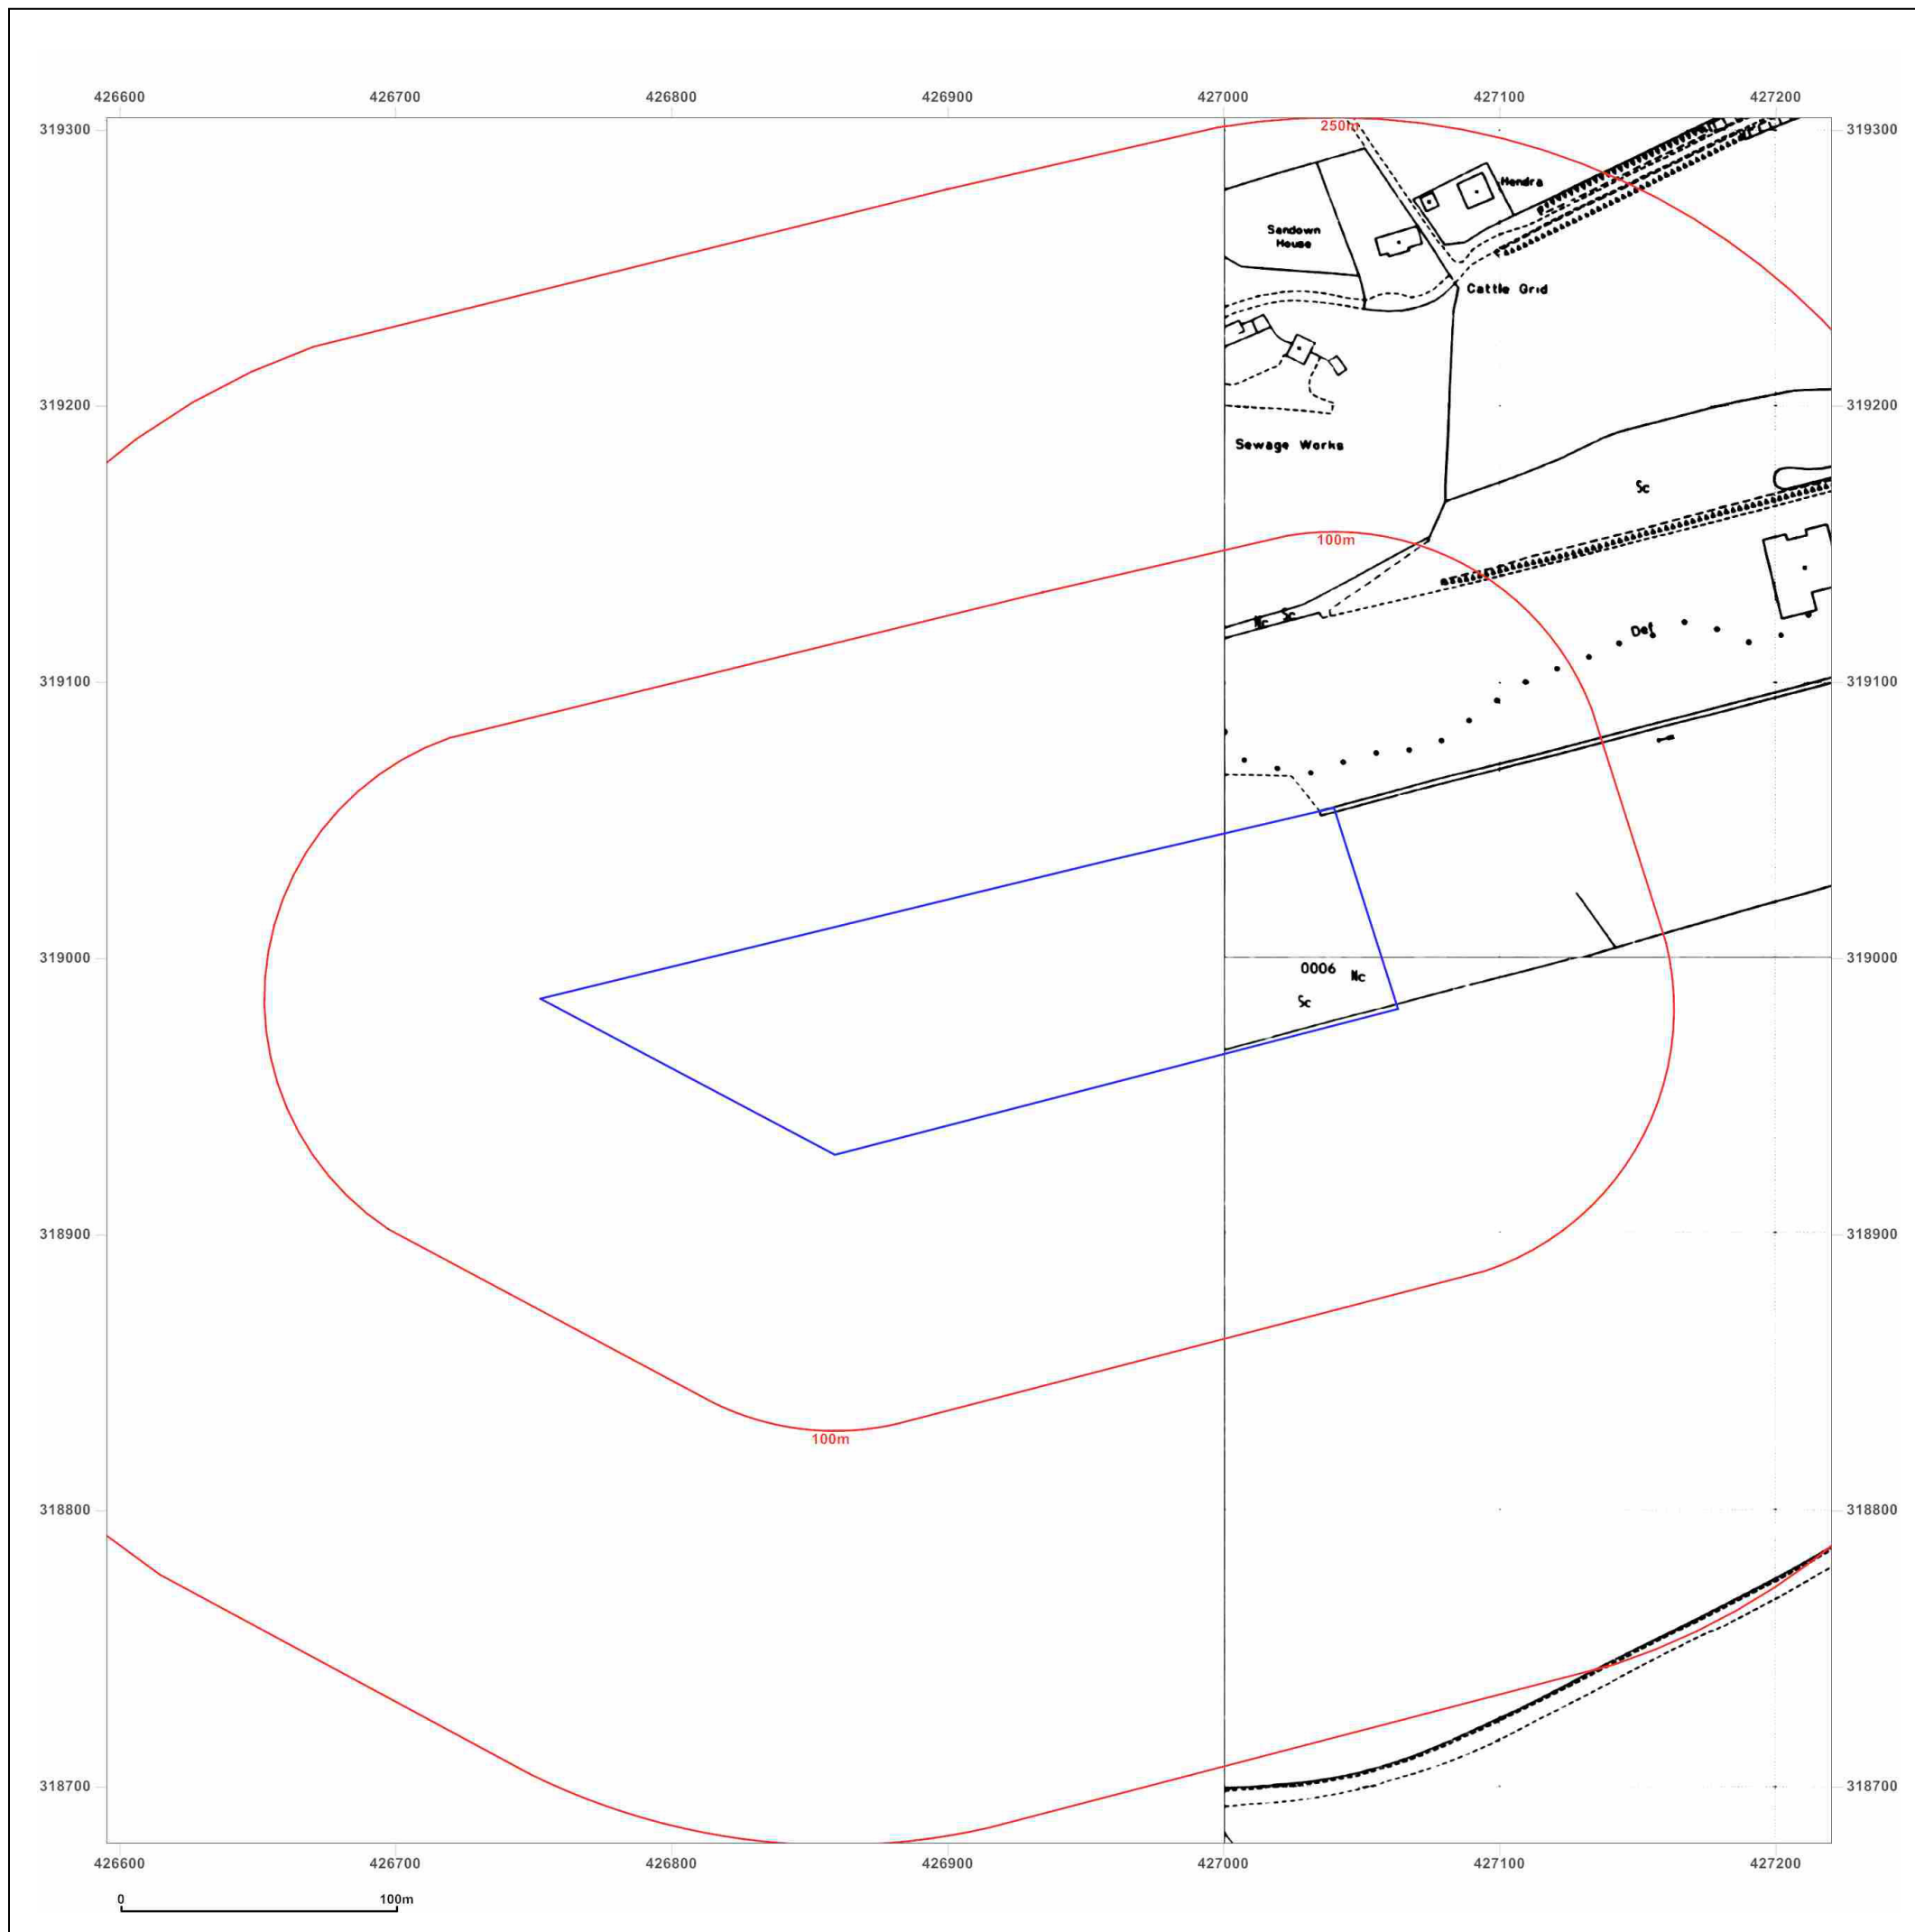 426600 426700 426800 426900 427000 427100 427200
319300 250m 319300
Hendra
Sandown
House
Cattle Grid
319200 319200
Sewage Works
Sc
100m
Nc Sc
Def
319100 319100
319000 319000
0006 Nc
Sc
318900 318900
100m
318800 318800
318700 318700
426600 426700 426800 426900 427000 427100 427200
0 100m